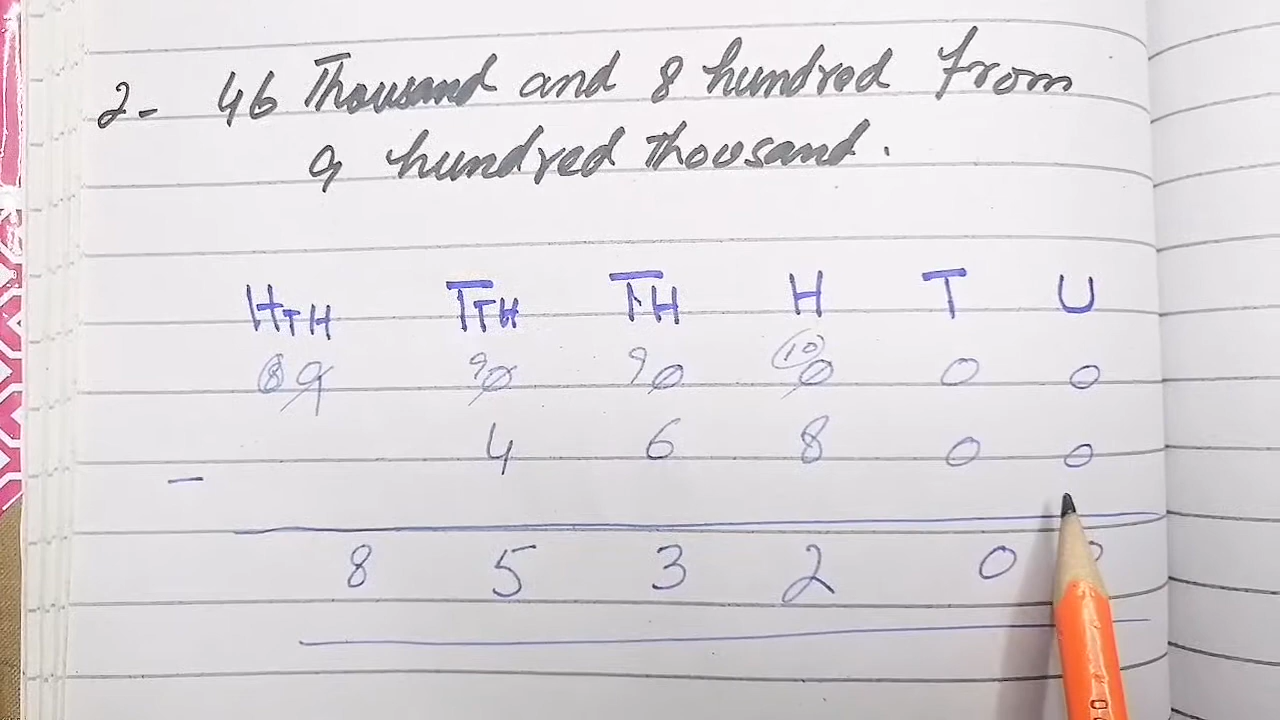 2- 46 Thousand and 8 hundred from
9 hundred thousand.
HTH TTH TH H T U
8 9 9 0 9 0 10 0 0 0
4 6 8 0 0
-
8 5 3 2 0